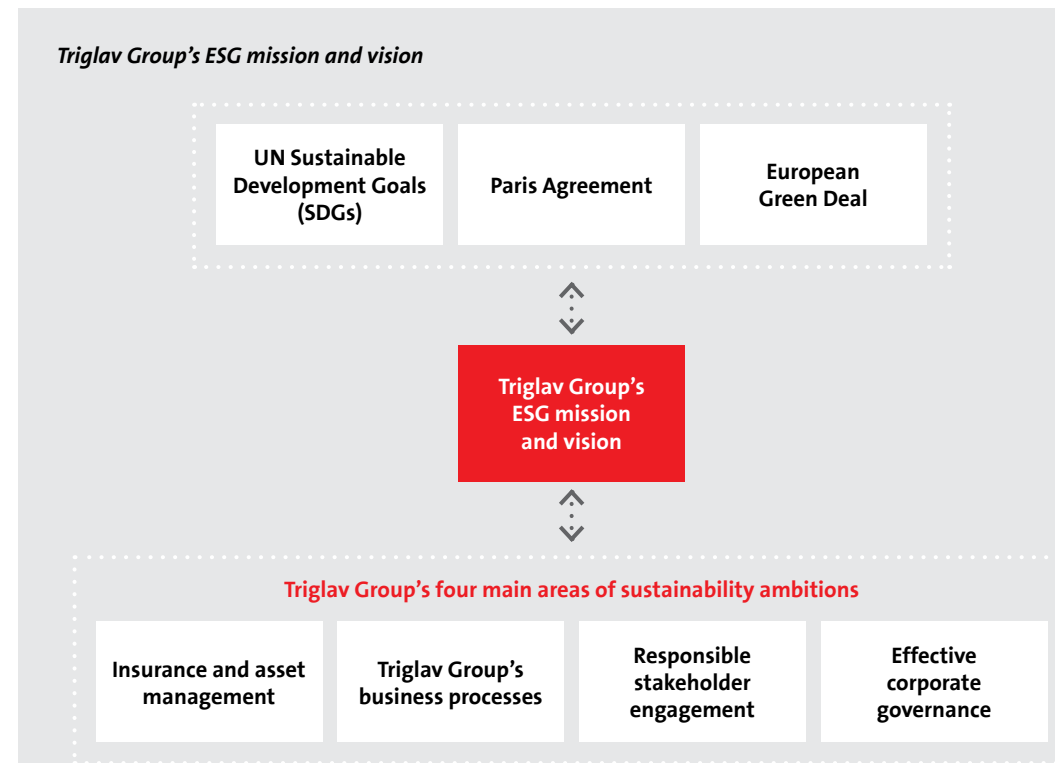 Triglav Group’s ESG mission and vision
UN Sustainable
Development Goals
(SDGs)
Paris Agreement
European
Green Deal
Triglav Group’s
ESG mission
and vision
Triglav Group’s four main areas of sustainability ambitions
Insurance and asset
management
Triglav Group’s
business processes
Responsible
stakeholder
engagement
Effective
corporate
governance